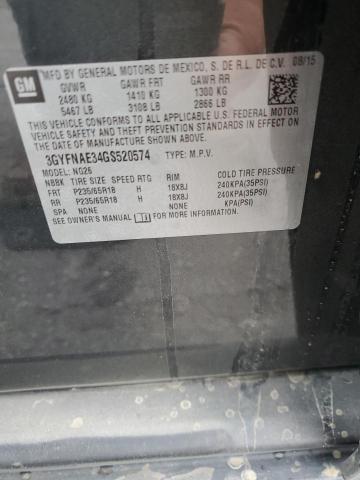 GM
MFD BY GENERAL MOTORS DE MEXICO, S. DE R.L. DE C.V. 08/15
GVWR GAWR FRT GAWR RR
2480 KG 1410 KG 1300 KG
5467 LB 3108 LB 2866 LB
THIS VEHICLE CONFORMS TO ALL APPLICABLE U.S. FEDERAL MOTOR
VEHICLE SAFETY, BUMPER, AND THEFT PREVENTION STANDARDS IN
EFFECT ON THE DATE OF MANUFACTURE SHOWN ABOVE.
3GYFNAE34GS520574 TYPE: M.P.V.
MODEL: NG26
NBBK TIRE SIZE SPEED RTG RIM COLD TIRE PRESSURE
FRT P235/65R18 H 18X8J 240KPA(35PSI)
RR P235/65R18 H 18X8J 240KPA(35PSI)
SPA NONE NONE KPA(PSI)
SEE OWNER'S MANUAL FOR MORE INFORMATION.